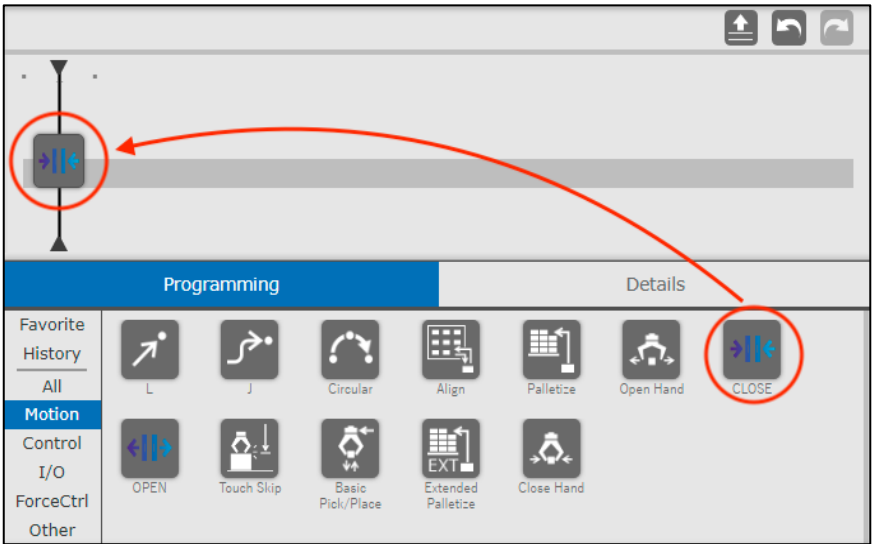 Programming
Details
Favorite
History
All
Motion
Control
I/O
ForceCtrl
Other
L
J
Circular
Align
Palletize
Open Hand
CLOSE
OPEN
Touch Skip
Basic
Pick/Place
EXT
Extended
Palletize
Close Hand